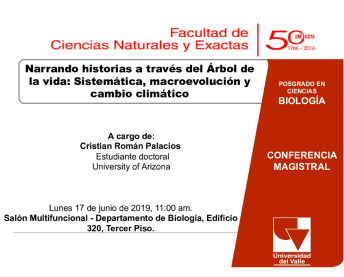 Facultad de
Ciencias Naturales y Exactas
50 años
1966 - 2016
Narrando historias a través del Árbol de
la vida: Sistemática, macroevolución y
cambio climático
POSGRADO EN
CIENCIAS
BIOLOGÍA
A cargo de:
Cristian Román Palacios
Estudiante doctoral
University of Arizona
CONFERENCIA
MAGISTRAL
Lunes 17 de junio de 2019, 11:00 am.
Salón Multifuncional - Departamento de Biología, Edificio
320, Tercer Piso.
Universidad
del Valle